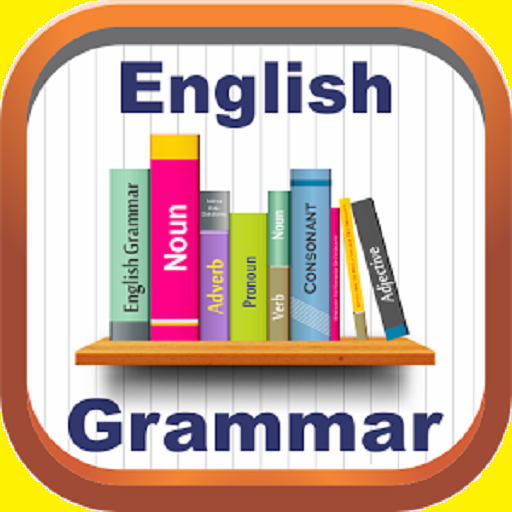 English
English Grammar
Noun
Adverb
Pronoun
Noun
Verb
CONSONANT
Adjective
Grammar